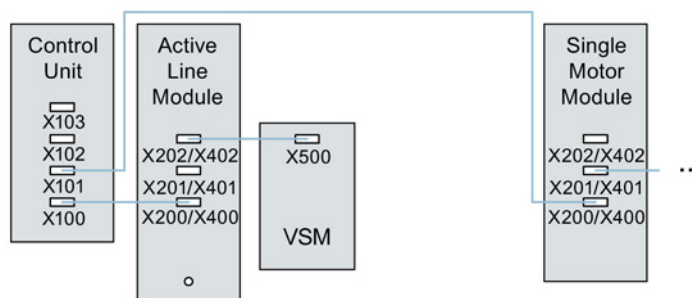 Control
Unit
X103
X102
X101
X100
Active
Line
Module
X202/X402
X201/X401
X200/X400
X500
VSM
Single
Motor
Module
X202/X402
X201/X401
X200/X400
..